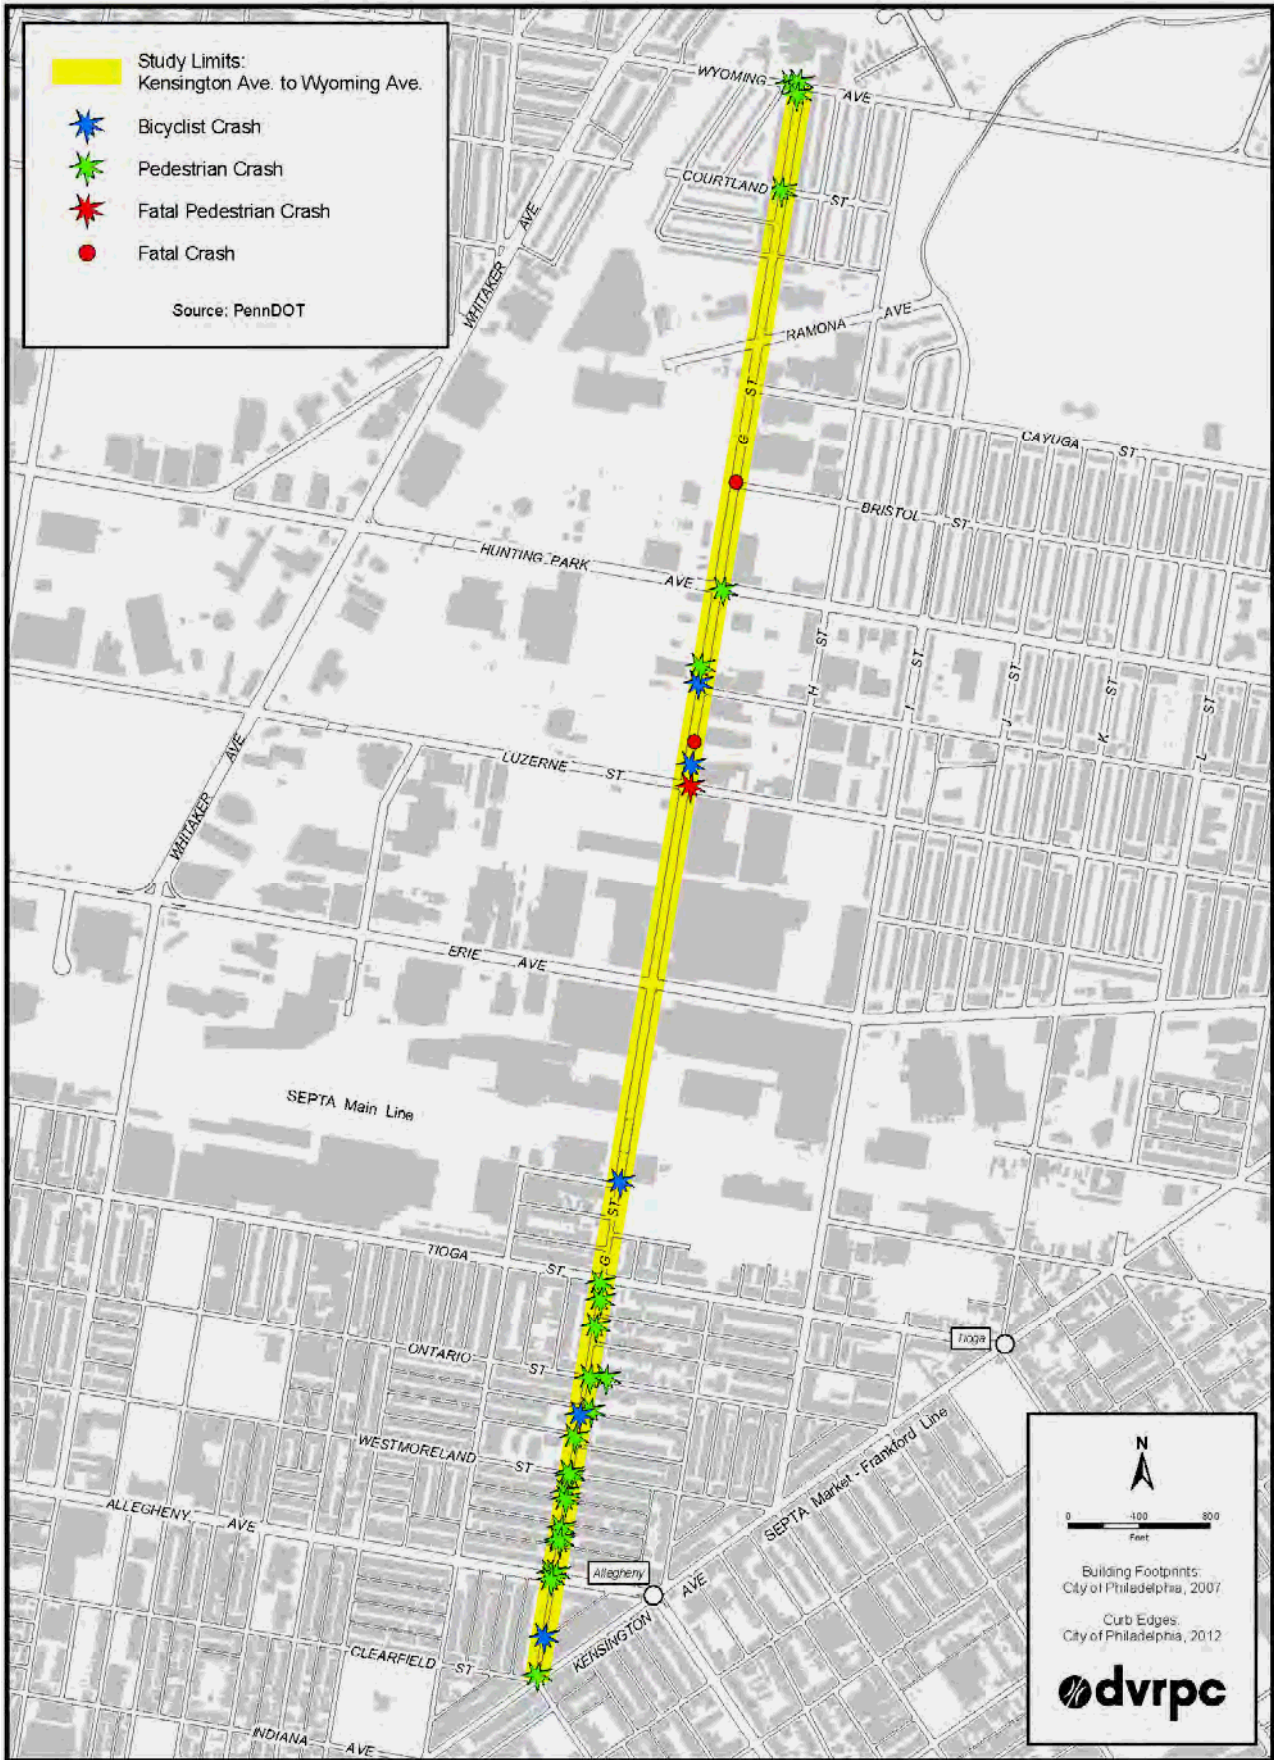 Study Limits:
Kensington Ave. to Wyoming Ave.
Bicyclist Crash
Pedestrian Crash
Fatal Pedestrian Crash
Fatal Crash
Source: PennDOT
WYOMING AVE
COURTLAND ST
WHITAKER AVE
RAMONA AVE
G ST
CAYUGA ST
BRISTOL ST
HUNTING PARK AVE
H ST
I ST
J ST
K ST
L ST
LUZERNE ST
WHITAKER AVE
ERIE AVE
SEPTA Main Line
G ST
TIOGA ST
Tioga
ONTARIO ST
WESTMORELAND ST
SEPTA Market - Frankford Line
ALLEGHENY AVE
Allegheny
KENSINGTON AVE
CLEARFIELD ST
INDIANA AVE
N
0 400 800
Feet
Building Footprints:
City of Philadelphia, 2007
Curb Edges:
City of Philadelphia, 2012
dvrpc